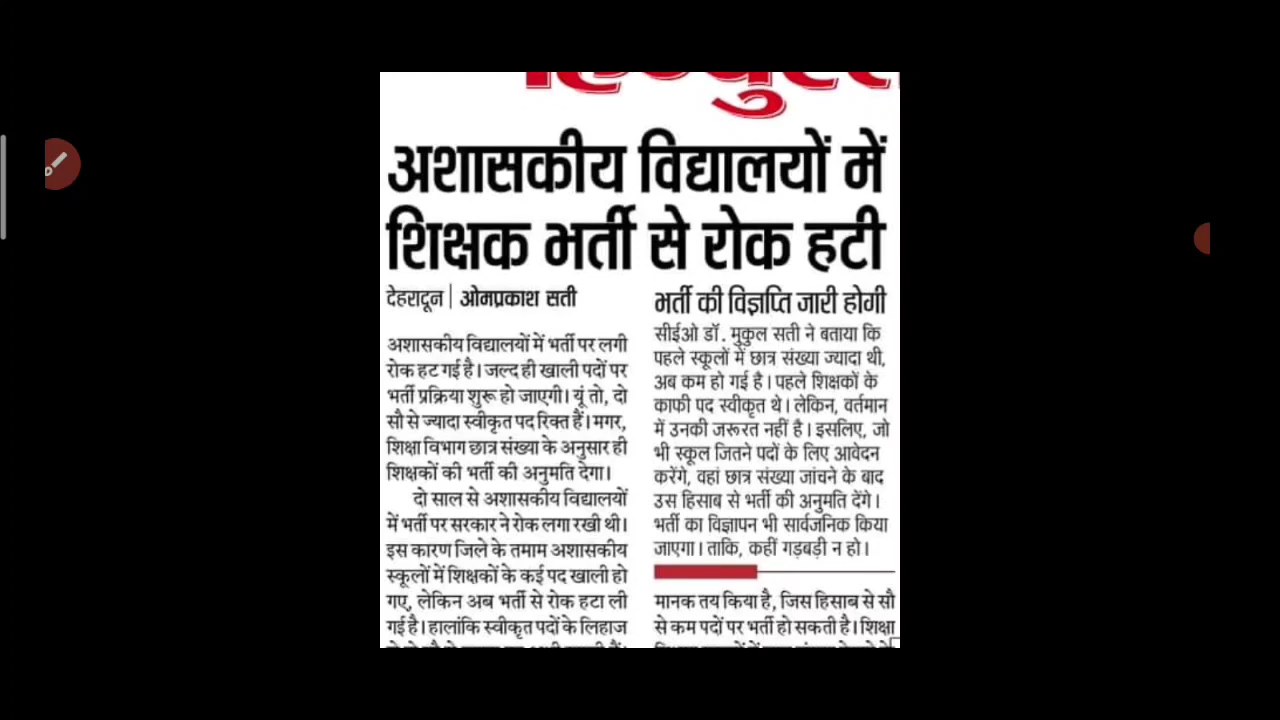 अशासकीय विद्यालयों में
शिक्षक भर्ती से रोक हटी
देहरादून | ओमप्रकाश सती
अशासकीय विद्यालयों में भर्ती पर लगी
रोक हट गई है। जल्द ही खाली पदों पर
भर्ती प्रक्रिया शुरू हो जाएगी। यूं तो, दो
सौ से ज्यादा स्वीकृत पद रिक्त हैं। मगर,
शिक्षा विभाग छात्र संख्या के अनुसार ही
शिक्षकों की भर्ती की अनुमति देगा।
दो साल से अशासकीय विद्यालयों
में भर्ती पर सरकार ने रोक लगा रखी थी।
इस कारण जिले के तमाम अशासकीय
स्कूलों में शिक्षकों के कई पद खाली हो
गए, लेकिन अब भर्ती से रोक हटा ली
गई है। हालांकि स्वीकृत पदों के लिहाज
भर्ती की विज्ञप्ति जारी होगी
सीईओ डॉ. मुकुल सती ने बताया कि
पहले स्कूलों में छात्र संख्या ज्यादा थी,
अब कम हो गई है। पहले शिक्षकों के
काफी पद स्वीकृत थे। लेकिन, वर्तमान
में उनकी जरूरत नहीं है। इसलिए, जो
भी स्कूल जितने पदों के लिए आवेदन
करेंगे, वहां छात्र संख्या जांचने के बाद
उस हिसाब से भर्ती की अनुमति देंगे।
भर्ती का विज्ञापन भी सार्वजनिक किया
जाएगा। ताकि, कहीं गड़बड़ी न हो।
मानक तय किया है, जिस हिसाब से सौ
से कम पदों पर भर्ती हो सकती है। शिक्षा